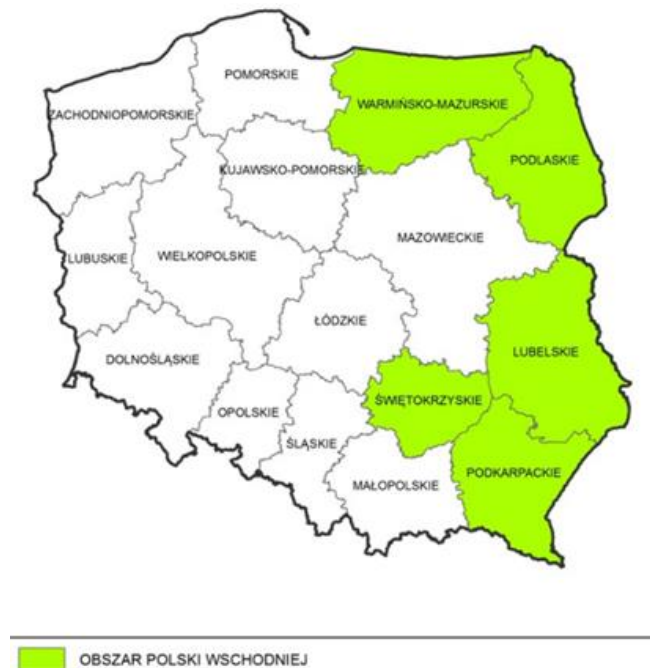 POMORSKIE
WARMIŃSKO-MAZURSKIE
ZACHODNIOPOMORSKIE
PODLASKIE
KUJAWSKO-POMORSKIE
MAZOWIECKIE
LUBUSKIE
WIELKOPOLSKIE
ŁÓDZKIE
LUBELSKIE
DOLNOŚLĄSKIE
ŚWIĘTOKRZYSKIE
OPOLSKIE
ŚLĄSKIE
PODKARPACKIE
MAŁOPOLSKIE
OBSZAR POLSKI WSCHODNIEJ